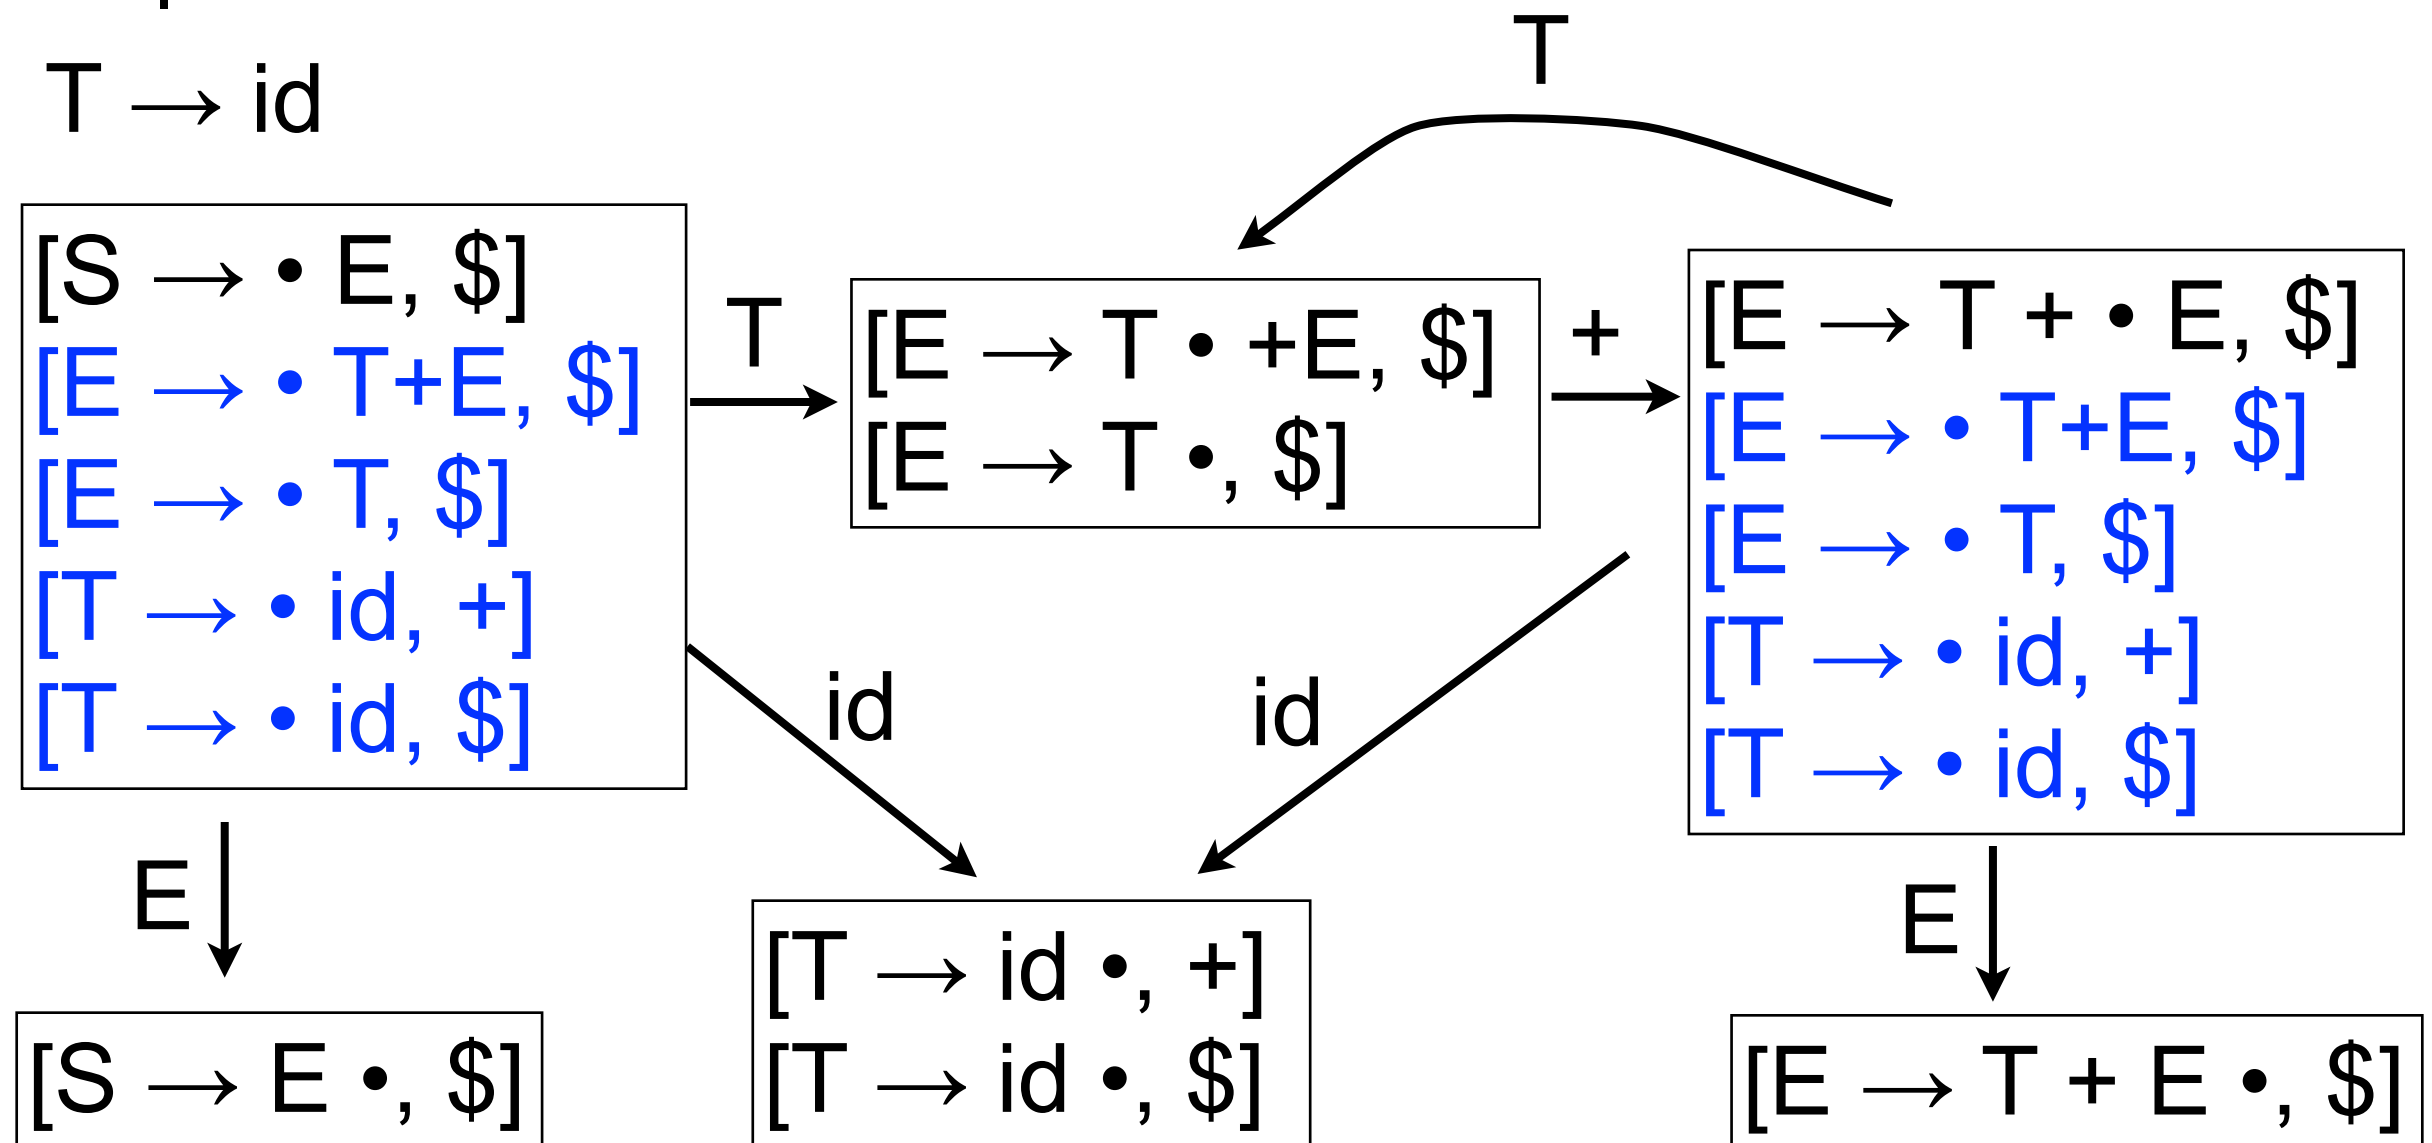 T → id
T
[S → • E, $]
[E → • T+E, $]
[E → • T, $]
[T → • id, +]
[T → • id, $]
T
[E → T • +E, $]
[E → T •, $]
+
[E → T + • E, $]
[E → • T+E, $]
[E → • T, $]
[T → • id, +]
[T → • id, $]
id
id
E
E
[S → E •, $]
[T → id •, +]
[T → id •, $]
[E → T + E •, $]